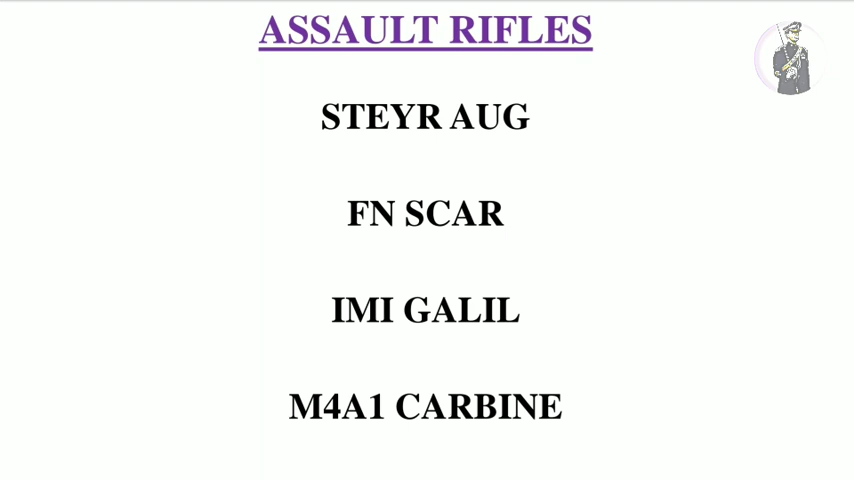 ASSAULT RIFLES
STEYR AUG
FN SCAR
IMI GALIL
M4A1 CARBINE